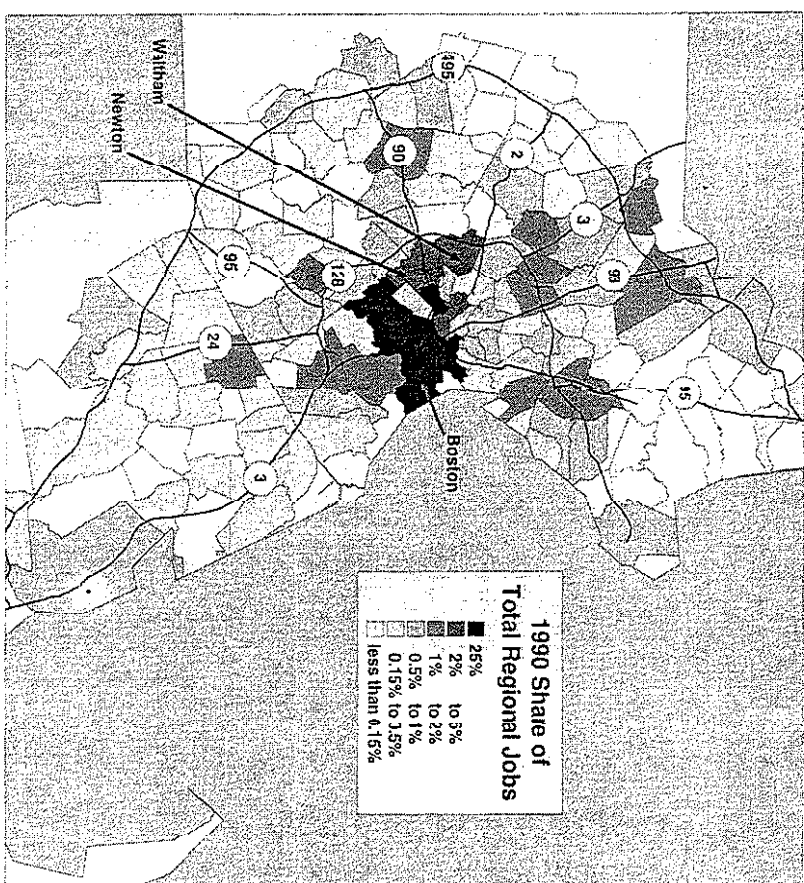 1990 Share of
Total Regional Jobs
25%
2% to 5%
1% to 2%
0.5% to 1%
0.15% to 0.5%
less than 0.15%
Waltham
Newton
Boston
495
90
2
3
93
95
128
95
24
3